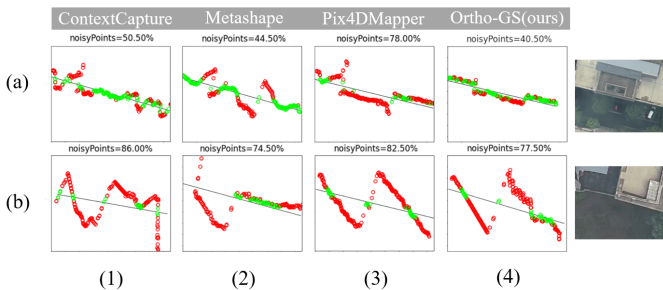 ContextCapture Metashape Pix4DMapper Ortho-GS(ours)
noisyPoints=50.50% noisyPoints=44.50% noisyPoints=78.00% noisyPoints=40.50%
(a)
noisyPoints=86.00% noisyPoints=74.50% noisyPoints=82.50% noisyPoints=77.50%
(b)
(1) (2) (3) (4)